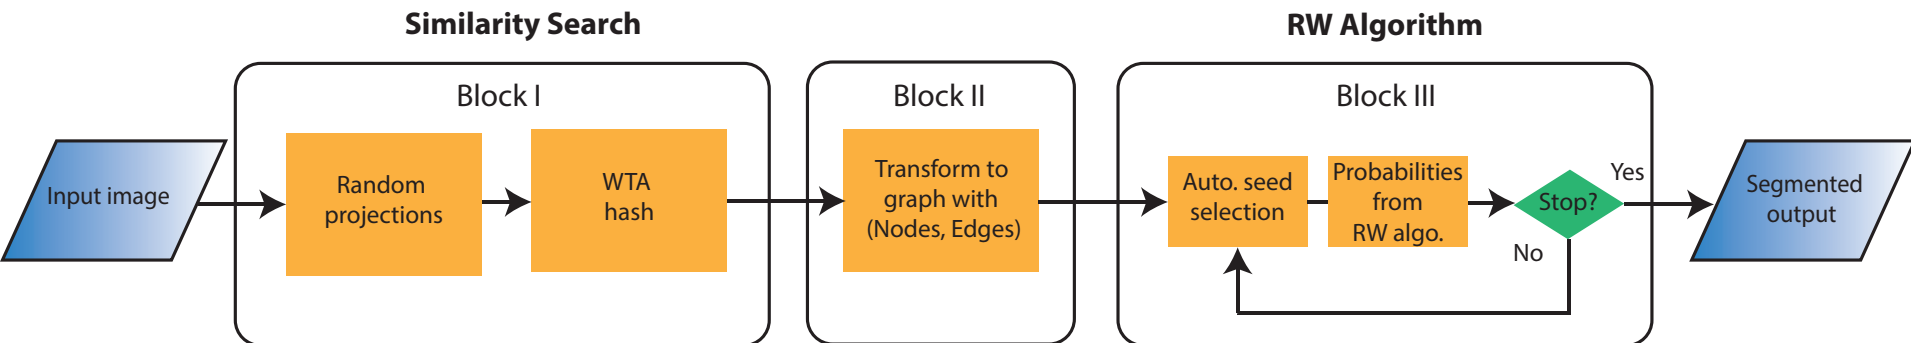 Similarity Search
RW Algorithm
Block I
Block II
Block III
Input image
Random
projections
WTA
hash
Transform to
graph with
(Nodes, Edges)
Auto. seed
selection
Probabilities
from
RW algo.
Stop?
Yes
No
Segmented
output